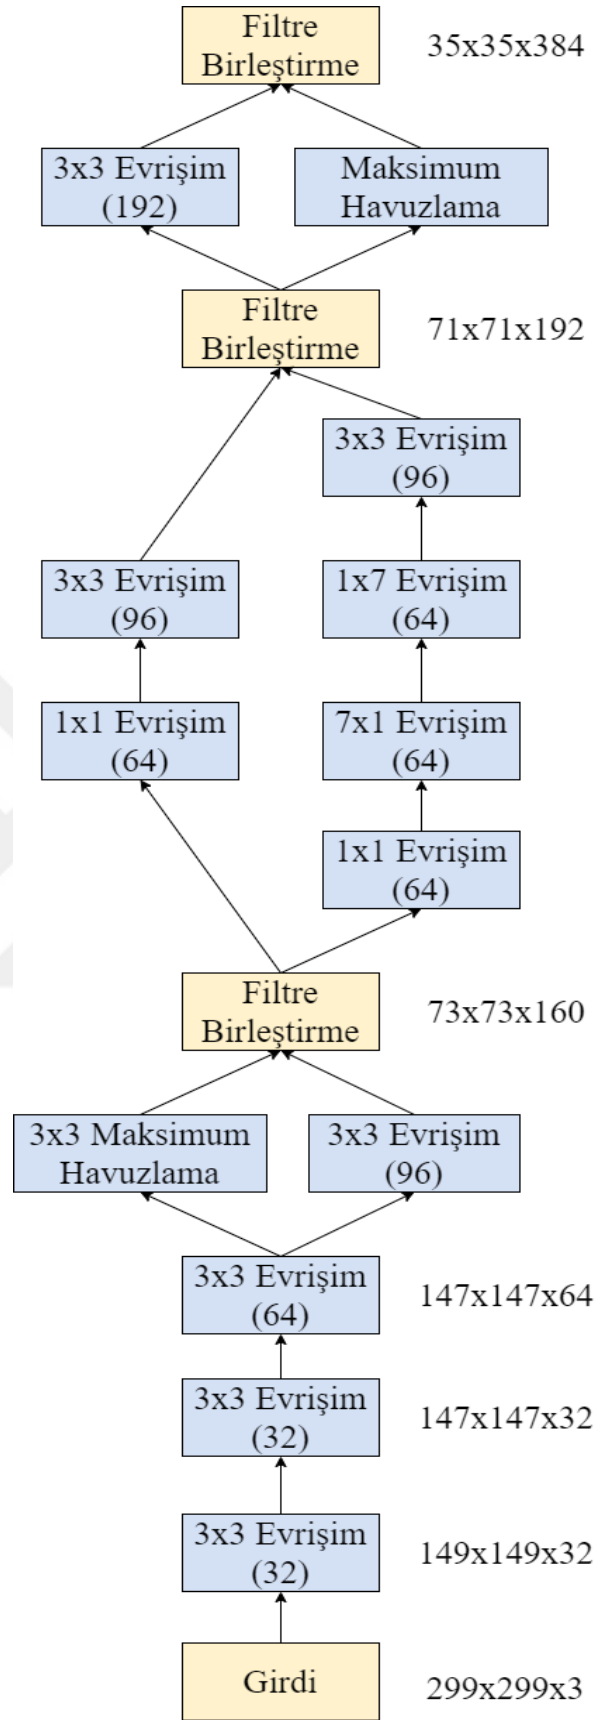 Filtre
Birleştirme
35x35x384
3x3 Evrişim
(192)
Maksimum
Havuzlama
Filtre
Birleştirme
71x71x192
3x3 Evrişim
(96)
3x3 Evrişim
(96)
1x7 Evrişim
(64)
1x1 Evrişim
(64)
7x1 Evrişim
(64)
1x1 Evrişim
(64)
Filtre
Birleştirme
73x73x160
3x3 Maksimum
Havuzlama
3x3 Evrişim
(96)
3x3 Evrişim
(64)
147x147x64
3x3 Evrişim
(32)
147x147x32
3x3 Evrişim
(32)
149x149x32
Girdi
299x299x3